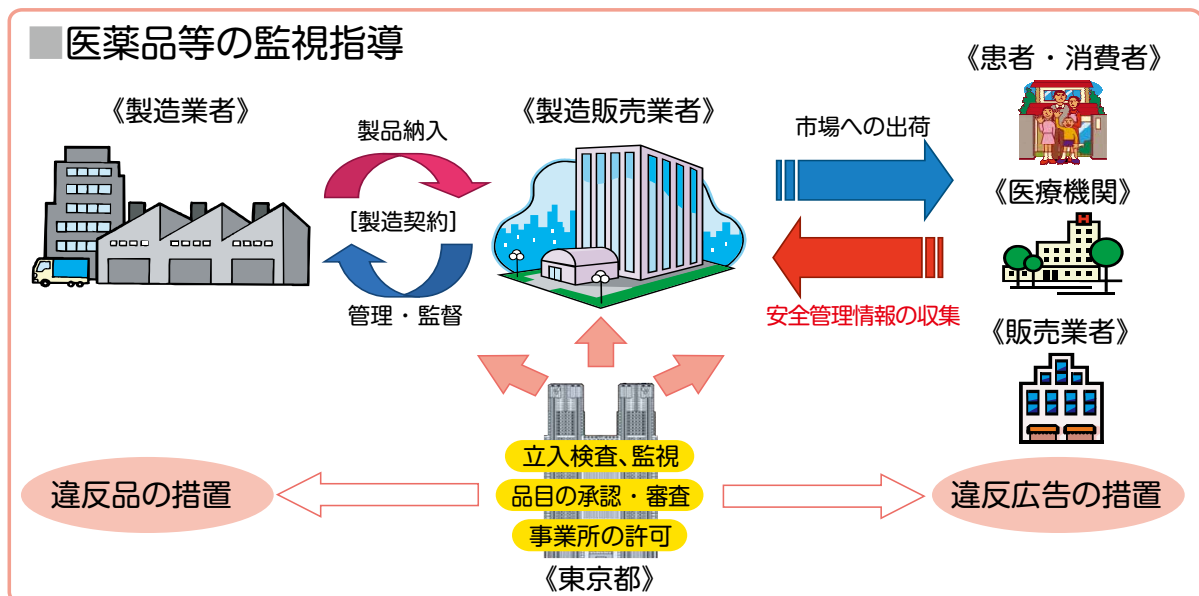 ■医薬品等の監視指導
《製造業者》
製品納入
[製造契約]
管理・監督
《製造販売業者》
市場への出荷
安全管理情報の収集
《患者・消費者》
《医療機関》
H
《販売業者》
立入検査、監視
品目の承認・審査
事業所の許可
《東京都》
違反品の措置
違反広告の措置